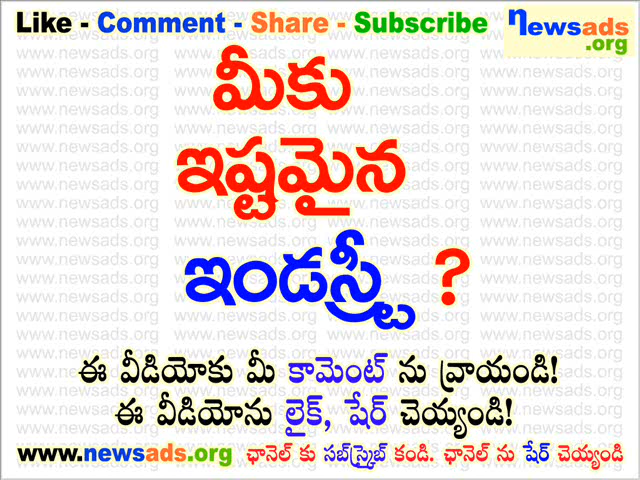 Like - Comment - Share - Subscribe
newsads
.org
మీకు
ఇష్టమైన
ఇండస్ట్రీ ?
ఈ వీడియోకు మీ కామెంట్ ను వ్రాయండి!
ఈ వీడియోను లైక్, షేర్ చెయ్యండి!
www.newsads.org ఛానెల్ కు సబ్‌స్క్రైబ్ కండి. ఛానెల్ ను షేర్ చెయ్యండి